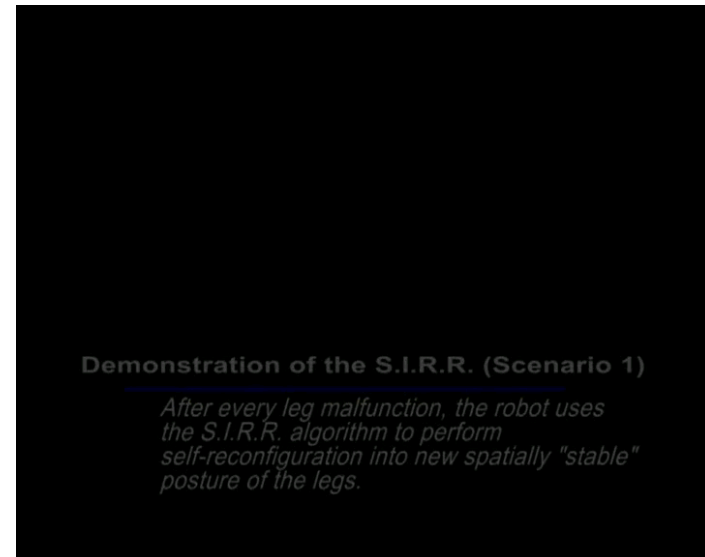 Demonstration of the S.I.R.R. (Scenario 1)
After every leg malfunction, the robot uses
the S.I.R.R. algorithm to perform
self-reconfiguration into new spatially "stable"
posture of the legs.